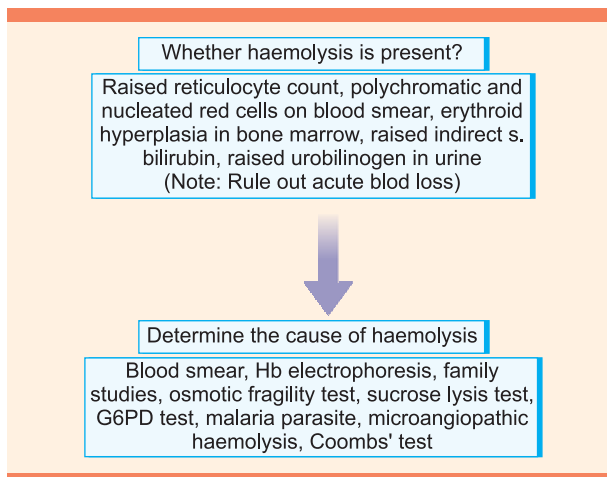 Whether haemolysis is present?
Raised reticulocyte count, polychromatic and
nucleated red cells on blood smear, erythroid
hyperplasia in bone marrow, raised indirect s.
bilirubin, raised urobilinogen in urine
(Note: Rule out acute blod loss)
Determine the cause of haemolysis
Blood smear, Hb electrophoresis, family
studies, osmotic fragility test, sucrose lysis test,
G6PD test, malaria parasite, microangiopathic
haemolysis, Coombs' test